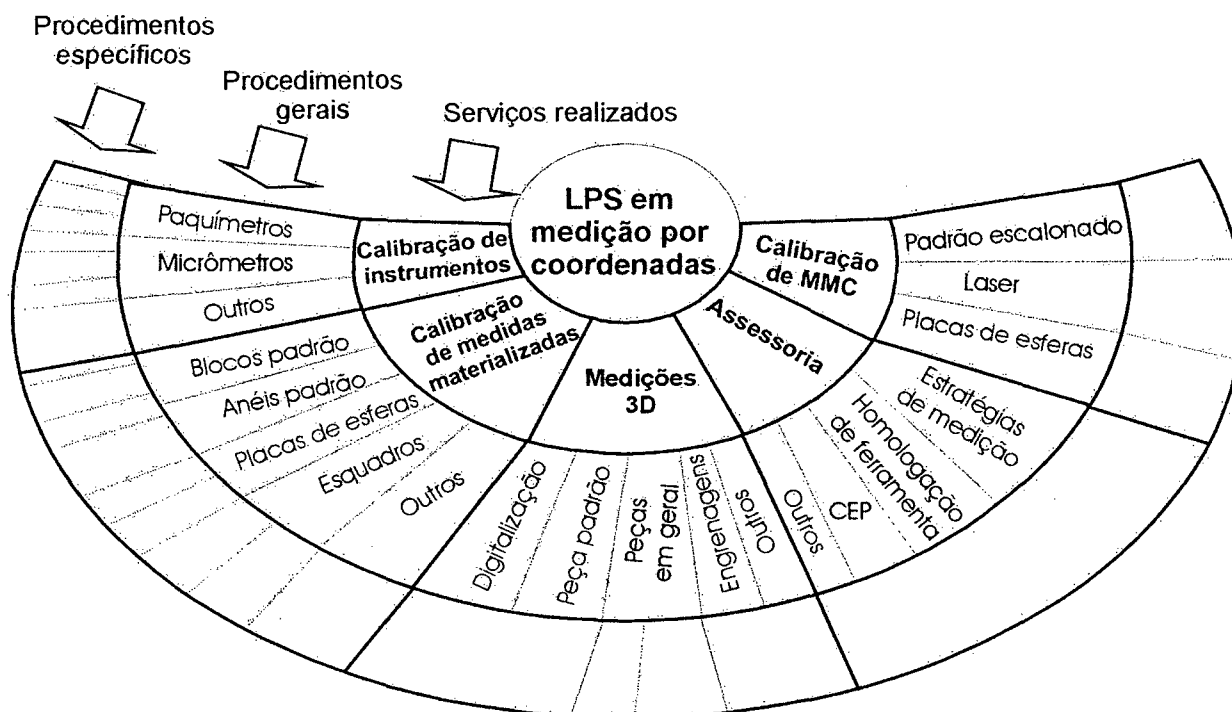 Procedimentos
específicos
Procedimentos
gerais
Serviços realizados
LPS em
medição por
coordenadas
Calibração de
instrumentos
Paquímetros
Micrômetros
Outros
Calibração
de medidas
materializadas
Blocos padrão
Anéis padrão
Placas de esferas
Esquadros
Outros
Medições
3D
Digitalização
Peça padrão
Peças
em geral
Engrenagens
Outros
Assessoria
Outros
CEP
Homologação
de ferramenta
Estratégias
de medição
Calibração
de MMC
Padrão escalonado
Laser
Placas de esferas